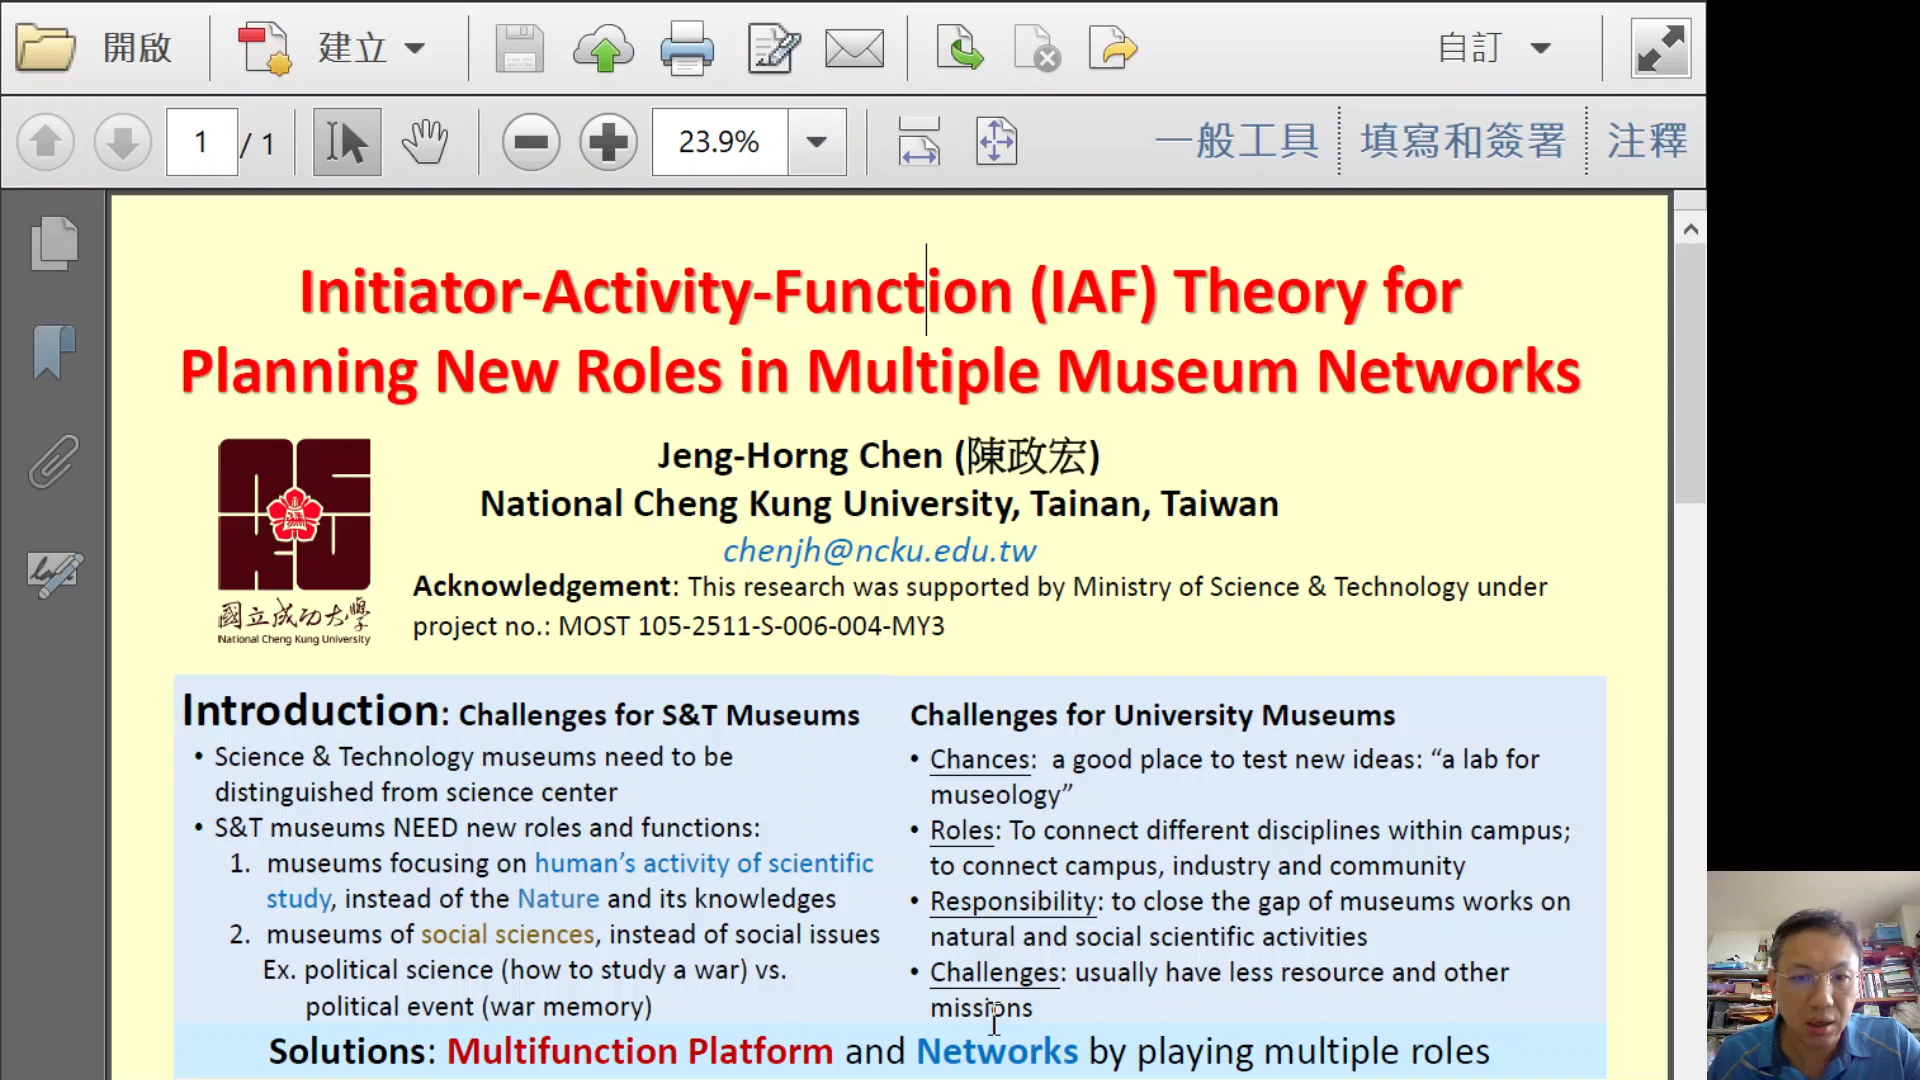 開啟
建立
自訂
1
/ 1
23.9%
一般工具
填寫和簽署
注釋
Initiator-Activity-Function (IAF) Theory for
Planning New Roles in Multiple Museum Networks
Jeng-Horng Chen (陳政宏)
National Cheng Kung University, Tainan, Taiwan
chenjh@ncku.edu.tw
Acknowledgement: This research was supported by Ministry of Science & Technology under
project no.: MOST 105-2511-S-006-004-MY3
國立成功大學
National Cheng Kung University
Introduction: Challenges for S&T Museums
• Science & Technology museums need to be
distinguished from science center
• S&T museums NEED new roles and functions:
1. museums focusing on human’s activity of scientific
study, instead of the Nature and its knowledges
2. museums of social sciences, instead of social issues
Ex. political science (how to study a war) vs.
political event (war memory)
Challenges for University Museums
• Chances: a good place to test new ideas: “a lab for
museology”
• Roles: To connect different disciplines within campus;
to connect campus, industry and community
• Responsibility: to close the gap of museums works on
natural and social scientific activities
• Challenges: usually have less resource and other
missions
Solutions: Multifunction Platform and Networks by playing multiple roles